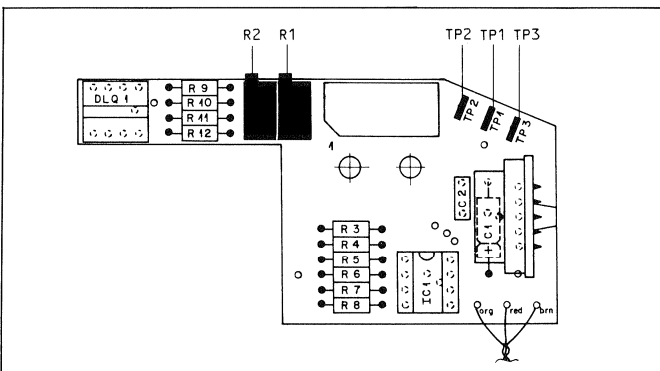 R2 R1
TP2 TP1 TP3
DLQ 1
R 9
R 10
R 11
R 12
TP2
TP1
TP3
1
C 2
C1
+
R 3
R 4
R 5
R 6
R 7
R 8
IC1
org red brn